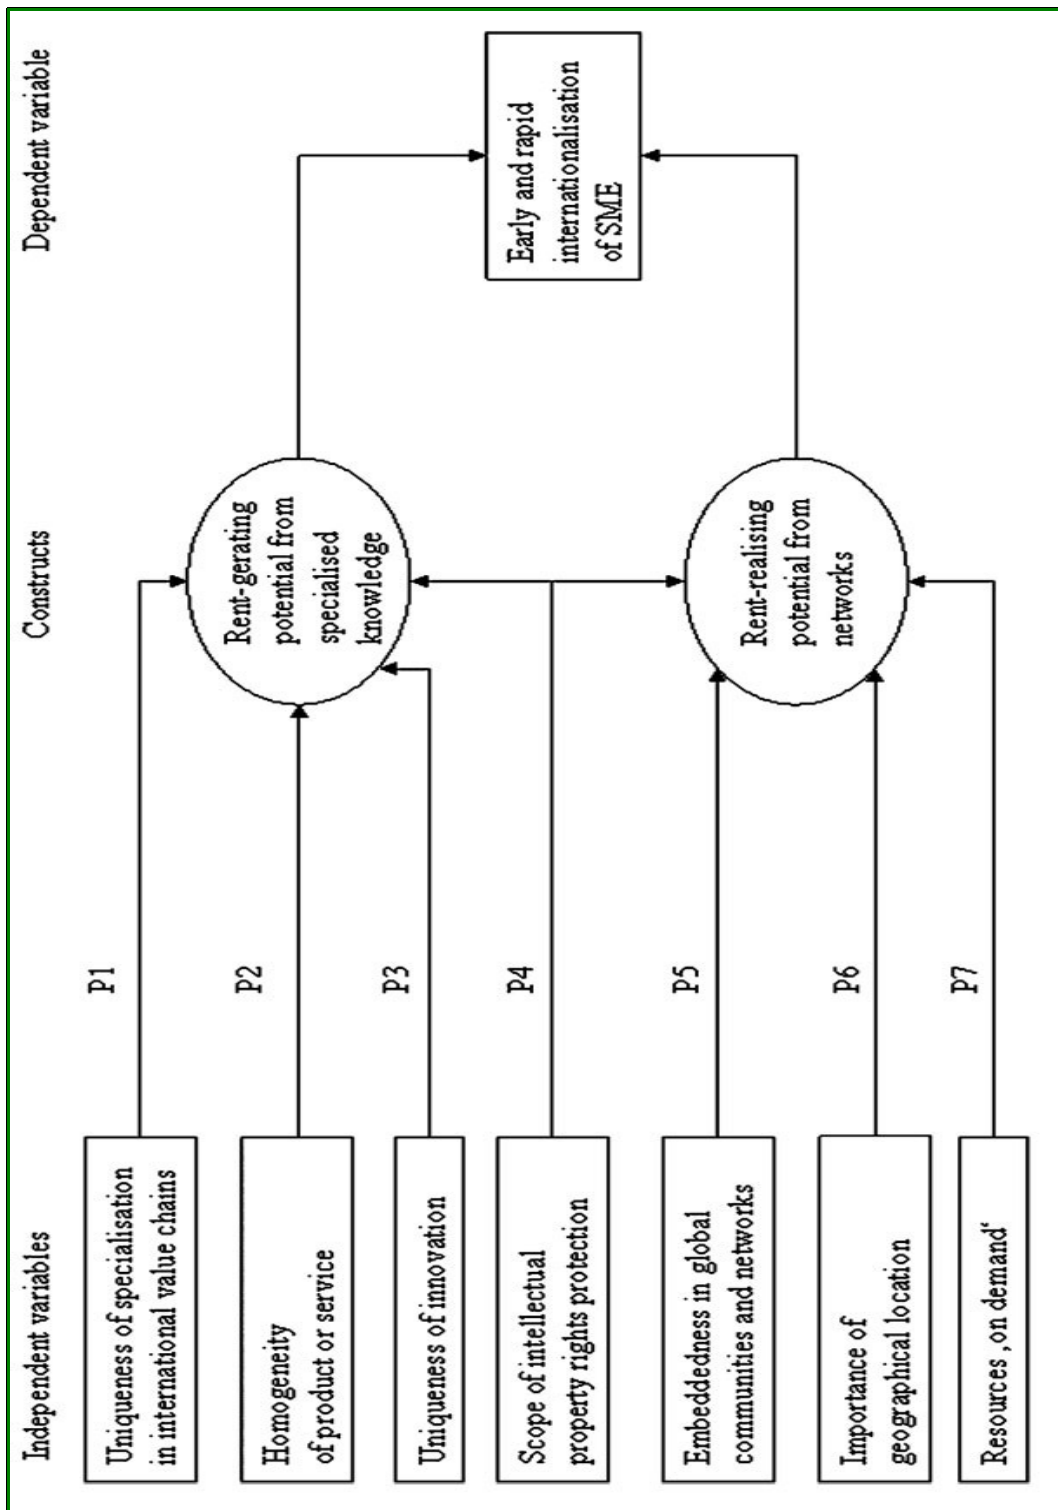 Independent variables
Constructs
Dependent variable
Uniqueness of specialisation
in international value chains
P1
Homogeneity
of product or service
P2
Uniqueness of innovation
P3
Scope of intellectual
property rights protection
P4
Embeddedness in global
communities and networks
P5
Importance of
geographical location
P6
Resources ‚on demand‘
P7
Rent-gerating
potential from
specialised
knowledge
Rent-realising
potential from
networks
Early and rapid
internationalisation
of SME